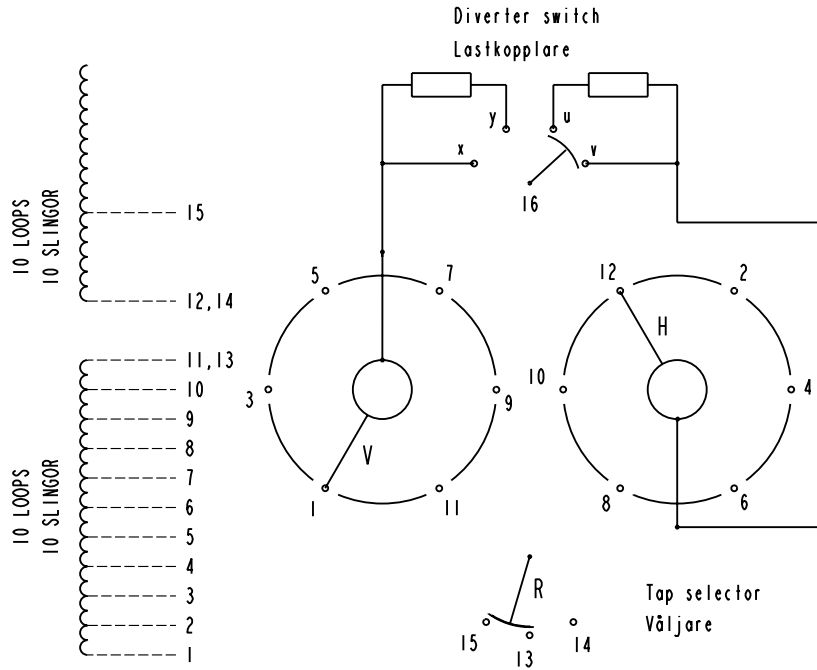 Diverter switch
Lastkopplare
y
u
x
v
16
10 LOOPS
10 SLINGOR
15
12,14
11,13
10
9
8
7
6
5
4
3
2
1
10 LOOPS
10 SLINGOR
5
7
3
9
V
1
11
12
2
H
10
4
8
6
R
15
13
14
Tap selector
Väljare